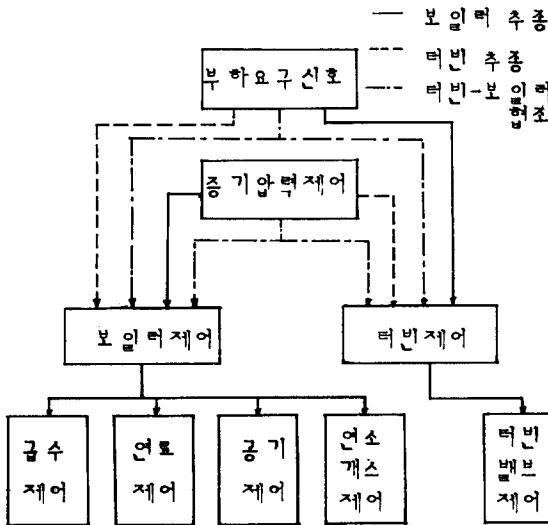 보일러 추종
터빈 추종
터빈-보일러
협조
부하요구신호
증기압력제어
보일러제어
터빈제어
급수
제어
연료
제어
공기
제어
연소
개스
제어
터빈
밸브
제어